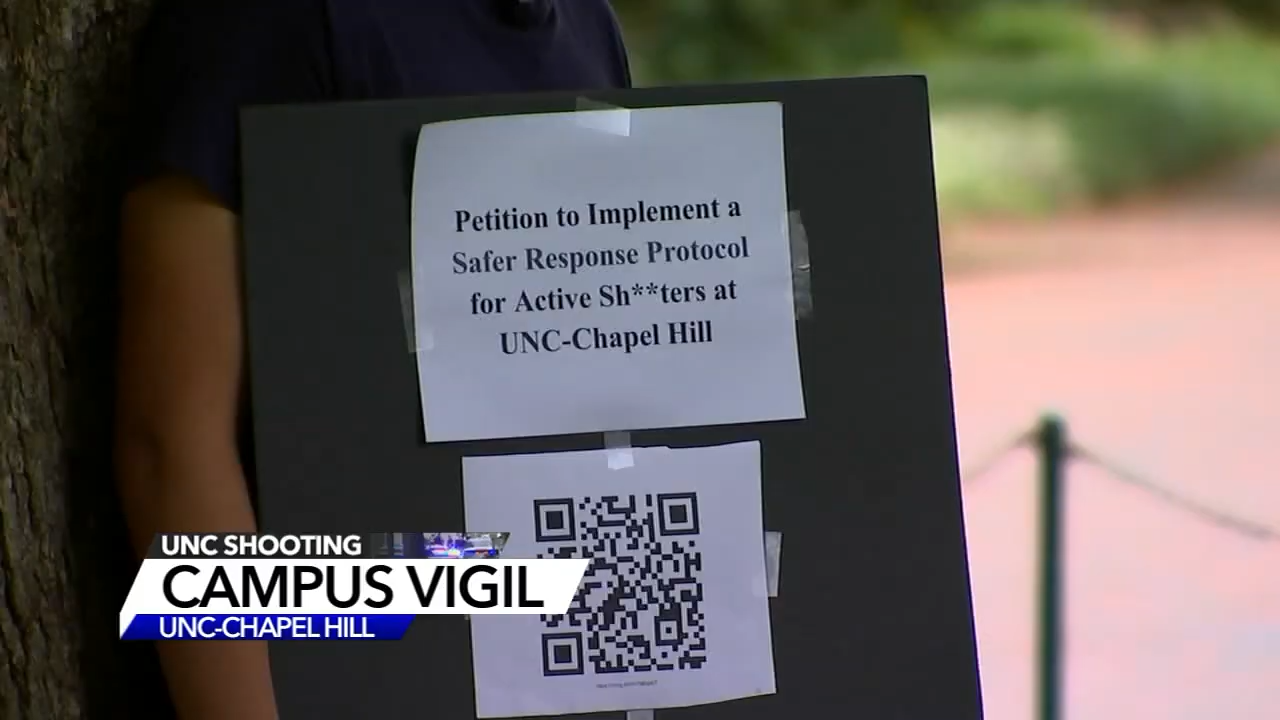 Petition to Implement a
Safer Response Protocol
for Active Sh**ters at
UNC-Chapel Hill
UNC SHOOTING
CAMPUS VIGIL
UNC-CHAPEL HILL